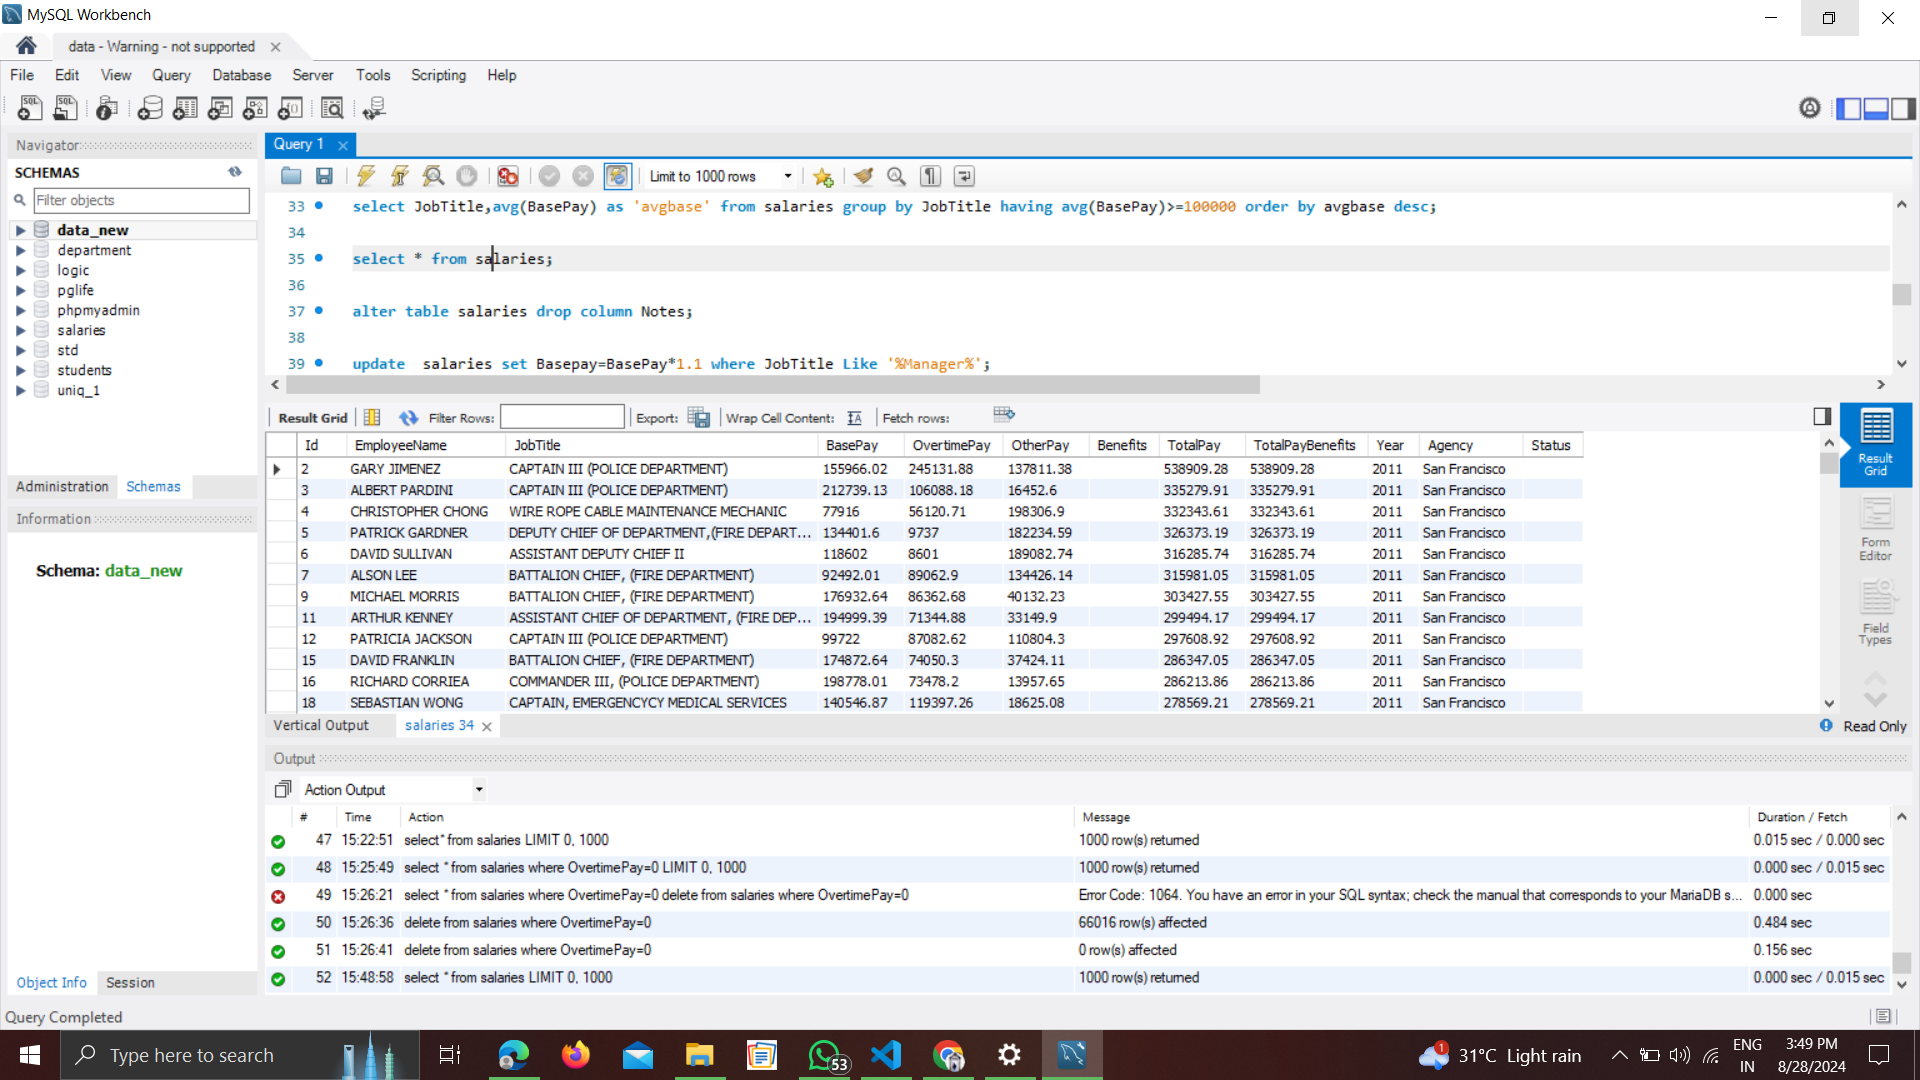 MySQL Workbench
data - Warning - not supported
File Edit View Query Database Server Tools Scripting Help
Navigator
SCHEMAS
Filter objects
data_new
department
logic
pglife
phpmyadmin
salaries
std
students
uniq_1
Administration Schemas
Information
Schema: data_new
Object Info Session
Query 1
Limit to 1000 rows
33 select JobTitle,avg(BasePay) as 'avgbase' from salaries group by JobTitle having avg(BasePay)>=100000 order by avgbase desc;
34
35 select * from salaries;
36
37 alter table salaries drop column Notes;
38
39 update salaries set Basepay=BasePay*1.1 where JobTitle Like '%Manager%';
Result Grid Filter Rows: Export: Wrap Cell Content: Fetch rows:
Id EmployeeName JobTitle BasePay OvertimePay OtherPay Benefits TotalPay TotalPayBenefits Year Agency Status
2 GARY JIMENEZ CAPTAIN III (POLICE DEPARTMENT) 155966.02 245131.88 137811.38 538909.28 538909.28 2011 San Francisco
3 ALBERT PARDINI CAPTAIN III (POLICE DEPARTMENT) 212739.13 106088.18 16452.6 335279.91 335279.91 2011 San Francisco
4 CHRISTOPHER CHONG WIRE ROPE CABLE MAINTENANCE MECHANIC 77916 56120.71 198306.9 332343.61 332343.61 2011 San Francisco
5 PATRICK GARDNER DEPUTY CHIEF OF DEPARTMENT,(FIRE DEPART... 134401.6 9737 182234.59 326373.19 326373.19 2011 San Francisco
6 DAVID SULLIVAN ASSISTANT DEPUTY CHIEF II 118602 8601 189082.74 316285.74 316285.74 2011 San Francisco
7 ALSON LEE BATTALION CHIEF, (FIRE DEPARTMENT) 92492.01 89062.9 134426.14 315981.05 315981.05 2011 San Francisco
9 MICHAEL MORRIS BATTALION CHIEF, (FIRE DEPARTMENT) 176932.64 86362.68 40132.23 303427.55 303427.55 2011 San Francisco
11 ARTHUR KENNEY ASSISTANT CHIEF OF DEPARTMENT, (FIRE DEP... 194999.39 71344.88 33149.9 299494.17 299494.17 2011 San Francisco
12 PATRICIA JACKSON CAPTAIN III (POLICE DEPARTMENT) 99722 87082.62 110804.3 297608.92 297608.92 2011 San Francisco
15 DAVID FRANKLIN BATTALION CHIEF, (FIRE DEPARTMENT) 174872.64 74050.3 37424.11 286347.05 286347.05 2011 San Francisco
16 RICHARD CORRIEA COMMANDER III, (POLICE DEPARTMENT) 198778.01 73478.2 13957.65 286213.86 286213.86 2011 San Francisco
18 SEBASTIAN WONG CAPTAIN, EMERGENCYCY MEDICAL SERVICES 140546.87 119397.26 18625.08 278569.21 278569.21 2011 San Francisco
Result
Grid
Form
Editor
Field
Types
Vertical Output salaries 34 Read Only
Output
Action Output
# Time Action Message Duration / Fetch
47 15:22:51 select* from salaries LIMIT 0, 1000 1000 row(s) returned 0.015 sec / 0.000 sec
48 15:25:49 select * from salaries where OvertimePay=0 LIMIT 0, 1000 1000 row(s) returned 0.000 sec / 0.015 sec
49 15:26:21 select * from salaries where OvertimePay=0 delete from salaries where OvertimePay=0 Error Code: 1064. You have an error in your SQL syntax; check the manual that corresponds to your MariaDB s... 0.000 sec
50 15:26:36 delete from salaries where OvertimePay=0 66016 row(s) affected 0.484 sec
51 15:26:41 delete from salaries where OvertimePay=0 0 row(s) affected 0.156 sec
52 15:48:58 select * from salaries LIMIT 0, 1000 1000 row(s) returned 0.000 sec / 0.015 sec
Query Completed
Type here to search
53
1
31°C Light rain
ENG
IN
3:49 PM
8/28/2024